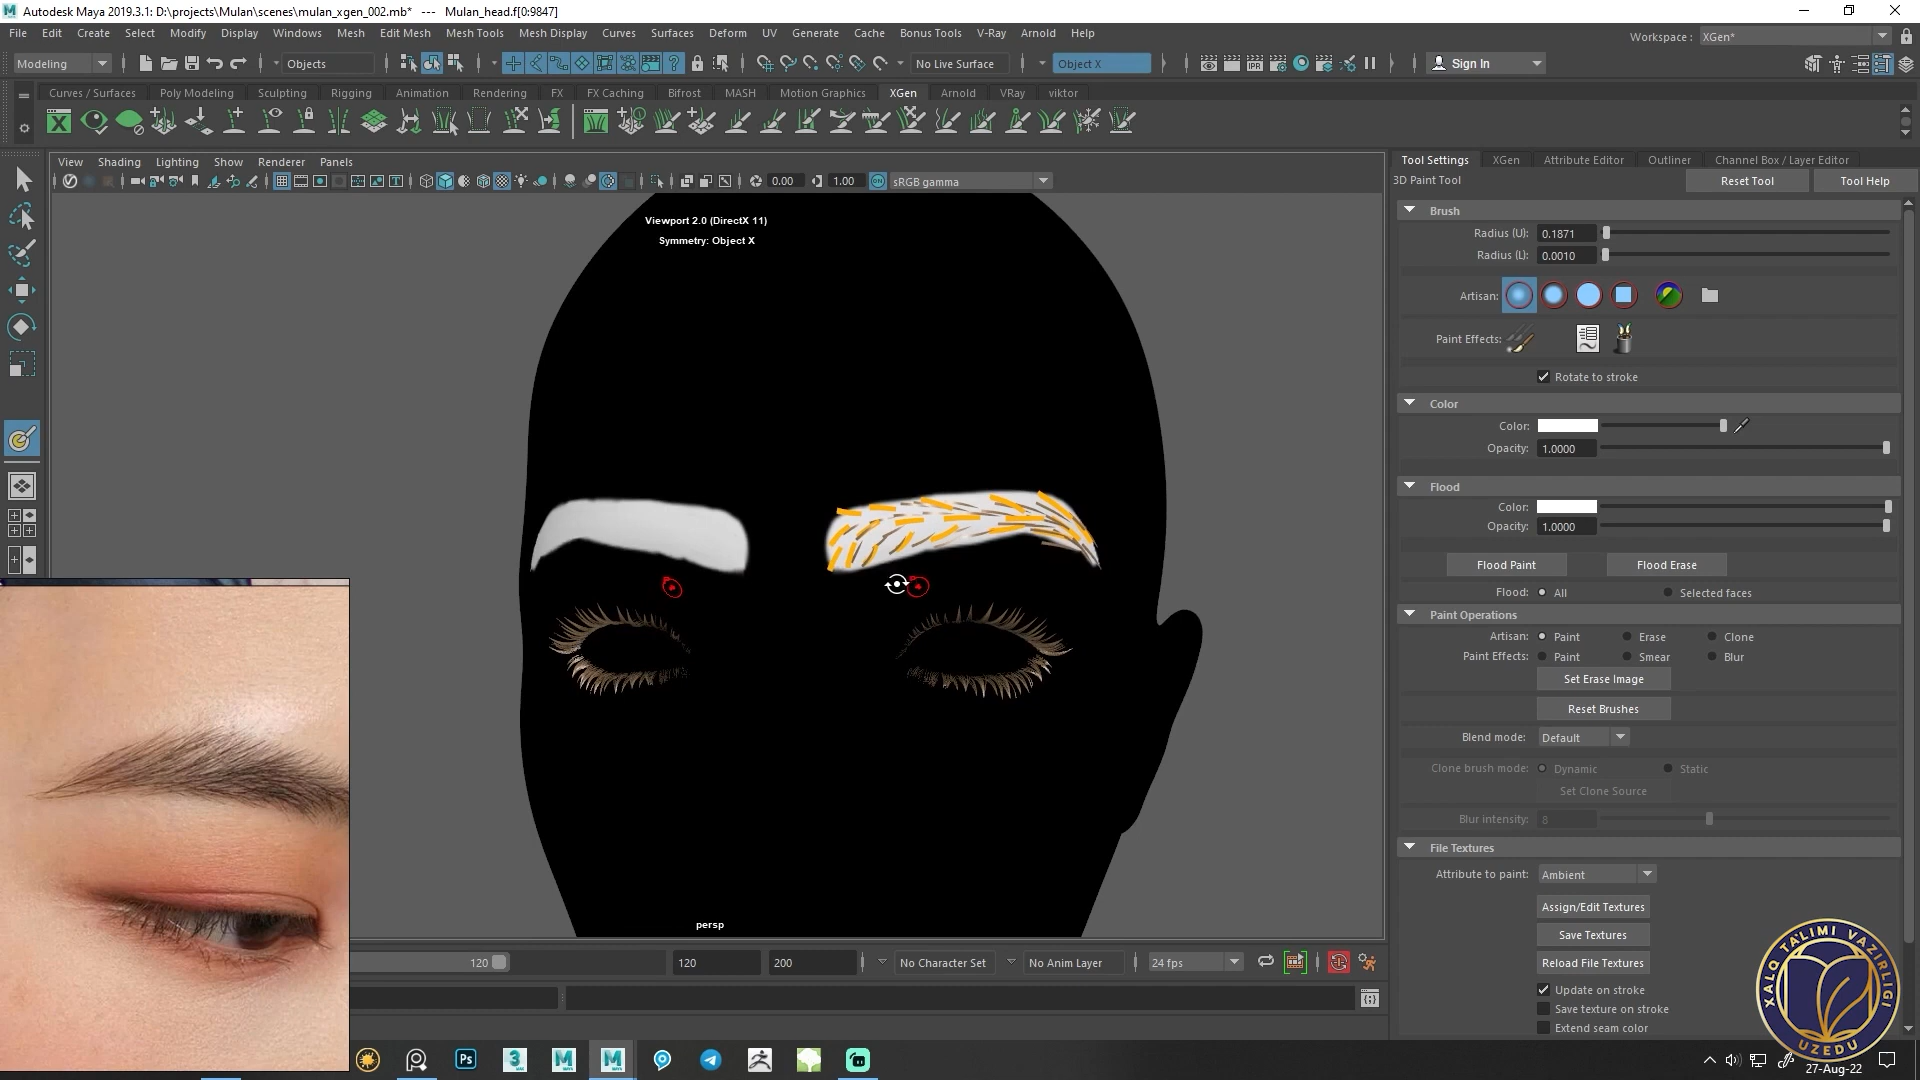 Autodesk Maya 2019.3.1: D:\projects\Mulan\scenes\mulan_xgen_002.mb* --- Mulan_head.f[0:9847]
File Edit Create Select Modify Display Windows Mesh Edit Mesh Mesh Tools Mesh Display Curves Surfaces Deform UV Generate Cache Bonus Tools V-Ray Arnold Help
Workspace : XGen*
Modeling Objects No Live Surface Object X Sign In
Curves / Surfaces Poly Modeling Sculpting Rigging Animation Rendering FX FX Caching Bifrost MASH Motion Graphics XGen Arnold VRay viktor
View Shading Lighting Show Renderer Panels
0.00 1.00 ON sRGB gamma
Viewport 2.0 (DirectX 11)
Symmetry: Object X
persp
Tool Settings XGen Attribute Editor Outliner Channel Box / Layer Editor
3D Paint Tool Reset Tool Tool Help
Brush
Radius (U): 0.1871
Radius (L): 0.0010
Artisan:
Paint Effects:
Rotate to stroke
Color
Color:
Opacity: 1.0000
Flood
Color:
Opacity: 1.0000
Flood Paint Flood Erase
Flood: All Selected faces
Paint Operations
Artisan: Paint Erase Clone
Paint Effects: Paint Smear Blur
Set Erase Image
Reset Brushes
Blend mode: Default
Clone brush mode: Dynamic Static
Set Clone Source
Blur intensity: 8
File Textures
Attribute to paint: Ambient
Assign/Edit Textures
Save Textures
Reload File Textures
Update on stroke
Save texture on stroke
Extend seam color
120 120 200 No Character Set No Anim Layer 24 fps
XALQ TA'LIMI VAZIRLIGI
UZEDU
Ps 3 M M
27-Aug-22